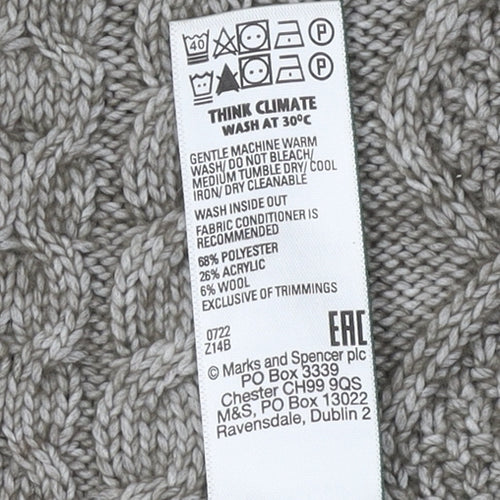 40 P
P
THINK CLIMATE
WASH AT 30ºC
GENTLE MACHINE WARM
WASH/ DO NOT BLEACH/
MEDIUM TUMBLE DRY/ COOL
IRON/ DRY CLEANABLE
WASH INSIDE OUT
FABRIC CONDITIONER IS
RECOMMENDED
68% POLYESTER
26% ACRYLIC
6% WOOL
EXCLUSIVE OF TRIMMINGS
0722
Z14B
EAC
© Marks and Spencer plc
PO Box 3339
Chester CH99 9QS
M&S, PO Box 13022
Ravensdale, Dublin 2